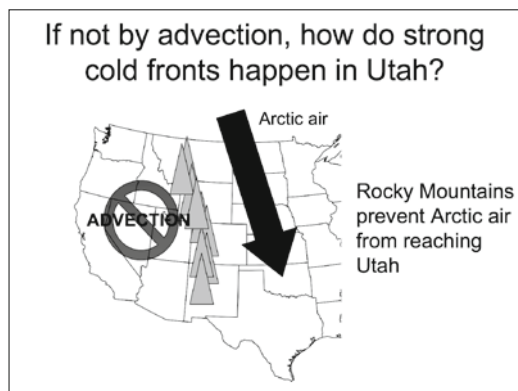 If not by advection, how do strong
cold fronts happen in Utah?
Arctic air
ADVECTION
Rocky Mountains
prevent Arctic air
from reaching
Utah